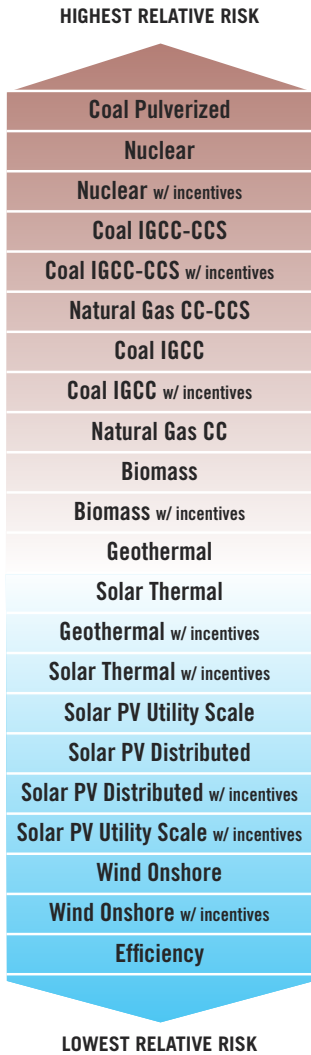 HIGHEST RELATIVE RISK
Coal Pulverized
Nuclear
Nuclear w/ incentives
Coal IGCC-CCS
Coal IGCC-CCS w/ incentives
Natural Gas CC-CCS
Coal IGCC
Coal IGCC w/ incentives
Natural Gas CC
Biomass
Biomass w/ incentives
Geothermal
Solar Thermal
Geothermal w/ incentives
Solar Thermal w/ incentives
Solar PV Utility Scale
Solar PV Distributed
Solar PV Distributed w/ incentives
Solar PV Utility Scale w/ incentives
Wind Onshore
Wind Onshore w/ incentives
Efficiency
LOWEST RELATIVE RISK